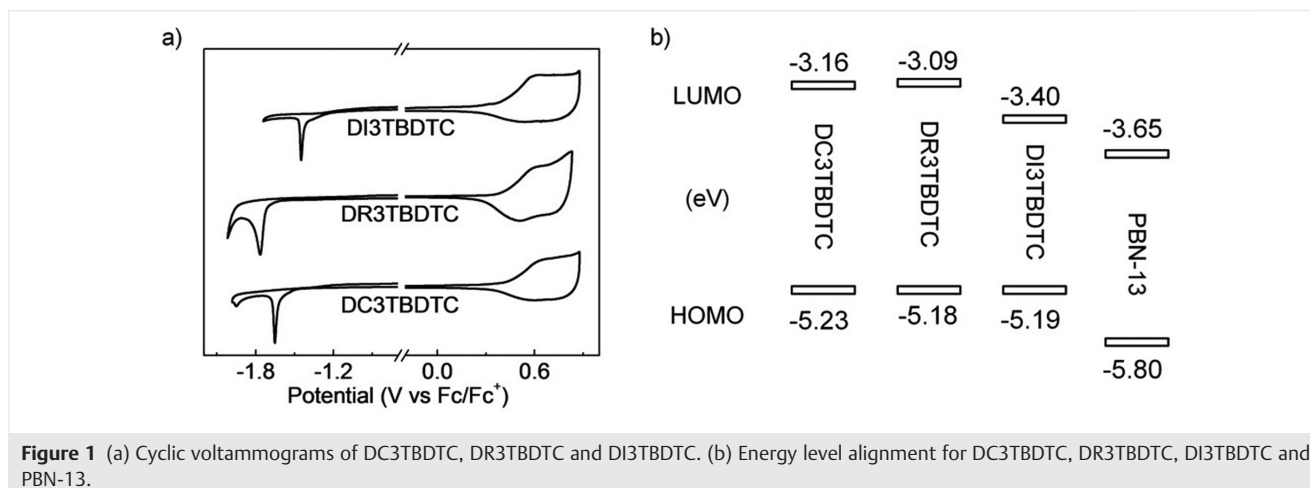 a)
DI3TBDTC
DR3TBDTC
DC3TBDTC
-1.8 -1.2 0.0 0.6
Potential (V vs Fc/Fc⁺)
b)
LUMO
(eV)
HOMO
-3.16
DC3TBDTC
-5.23
-3.09
DR3TBDTC
-5.18
-3.40
DI3TBDTC
-5.19
-3.65
PBN-13
-5.80
Figure 1 (a) Cyclic voltammograms of DC3TBDTC, DR3TBDTC and DI3TBDTC. (b) Energy level alignment for DC3TBDTC, DR3TBDTC, DI3TBDTC and
PBN-13.